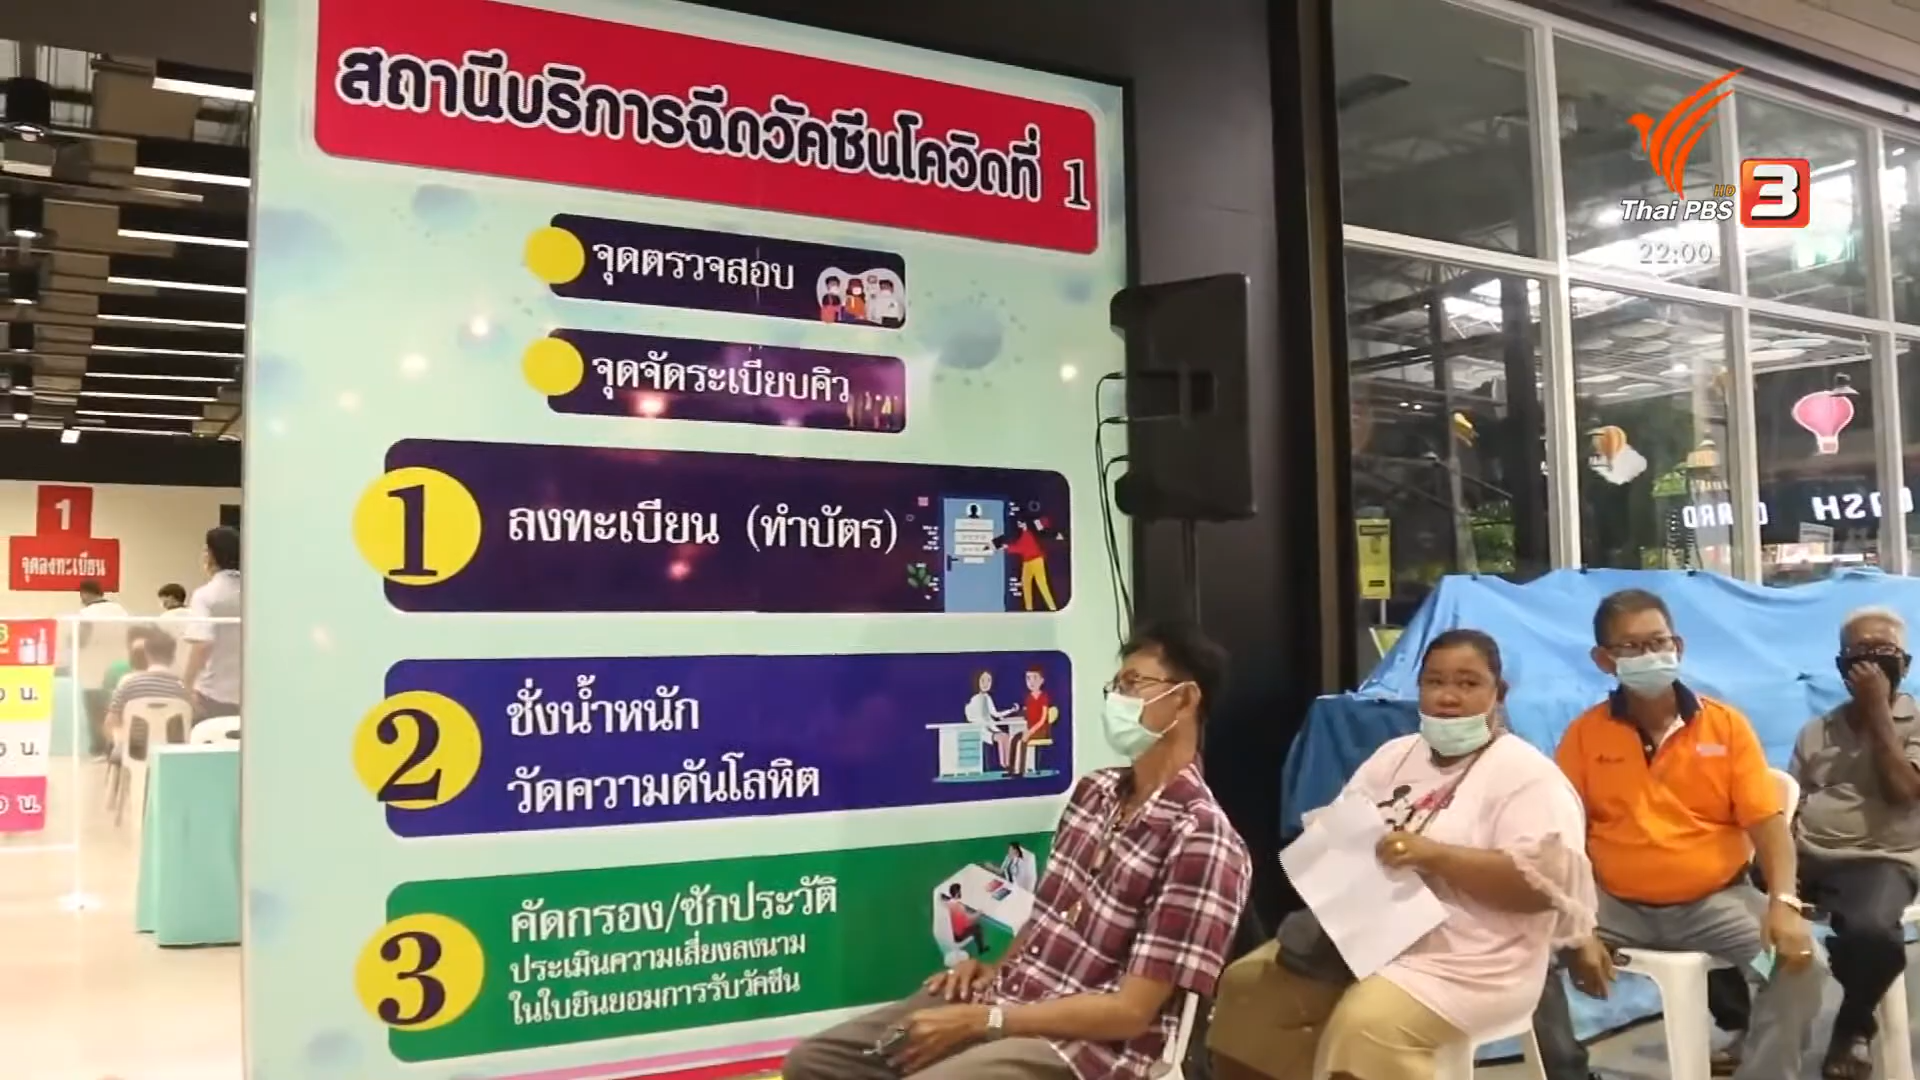 สถานีบริการฉีดวัคซีนโควิดที่ 1
จุดตรวจสอบ
จุดจัดระเบียบคิว
1
ลงทะเบียน (ทำบัตร)
2
ชั่งน้ำหนัก
วัดความดันโลหิต
3
คัดกรอง/ซักประวัติ
ประเมินความเสี่ยงลงนาม
ในใบยินยอมการรับวัคซีน
1
จุดลงทะเบียน
น.
น.
น.
Thai PBS
HD
3
22:00